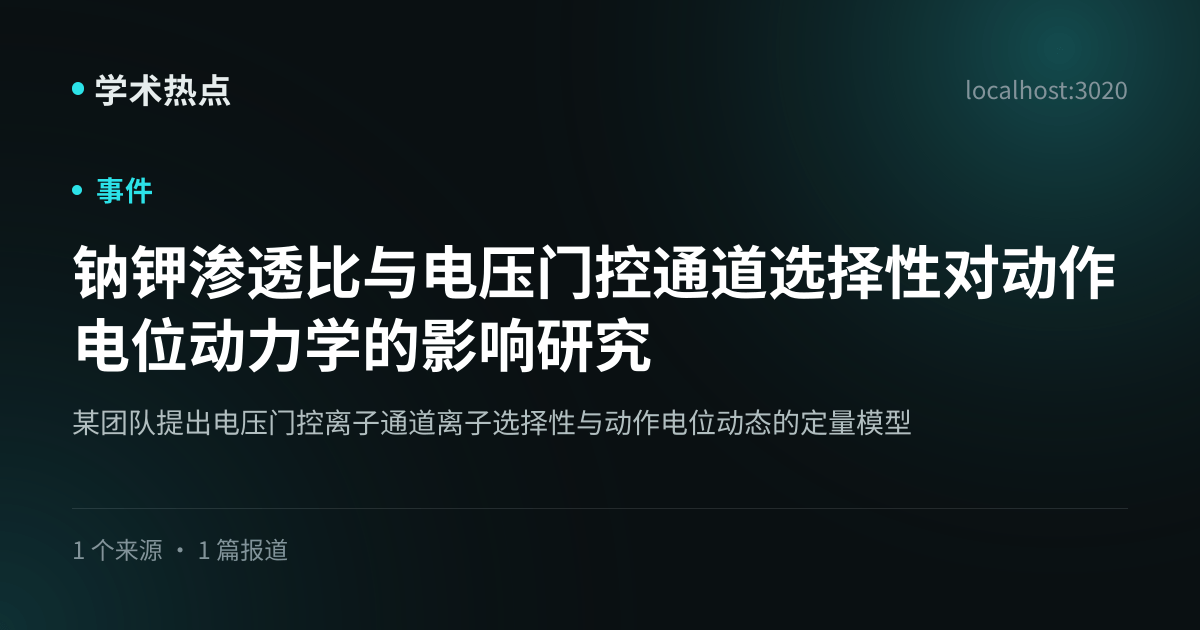 学术热点
localhost:3020
事件
钠钾渗透比与电压门控通道选择性对动作
电位动力学的影响研究
某团队提出电压门控离子通道离子选择性与动作电位动态的定量模型
1 个来源 · 1 篇报道